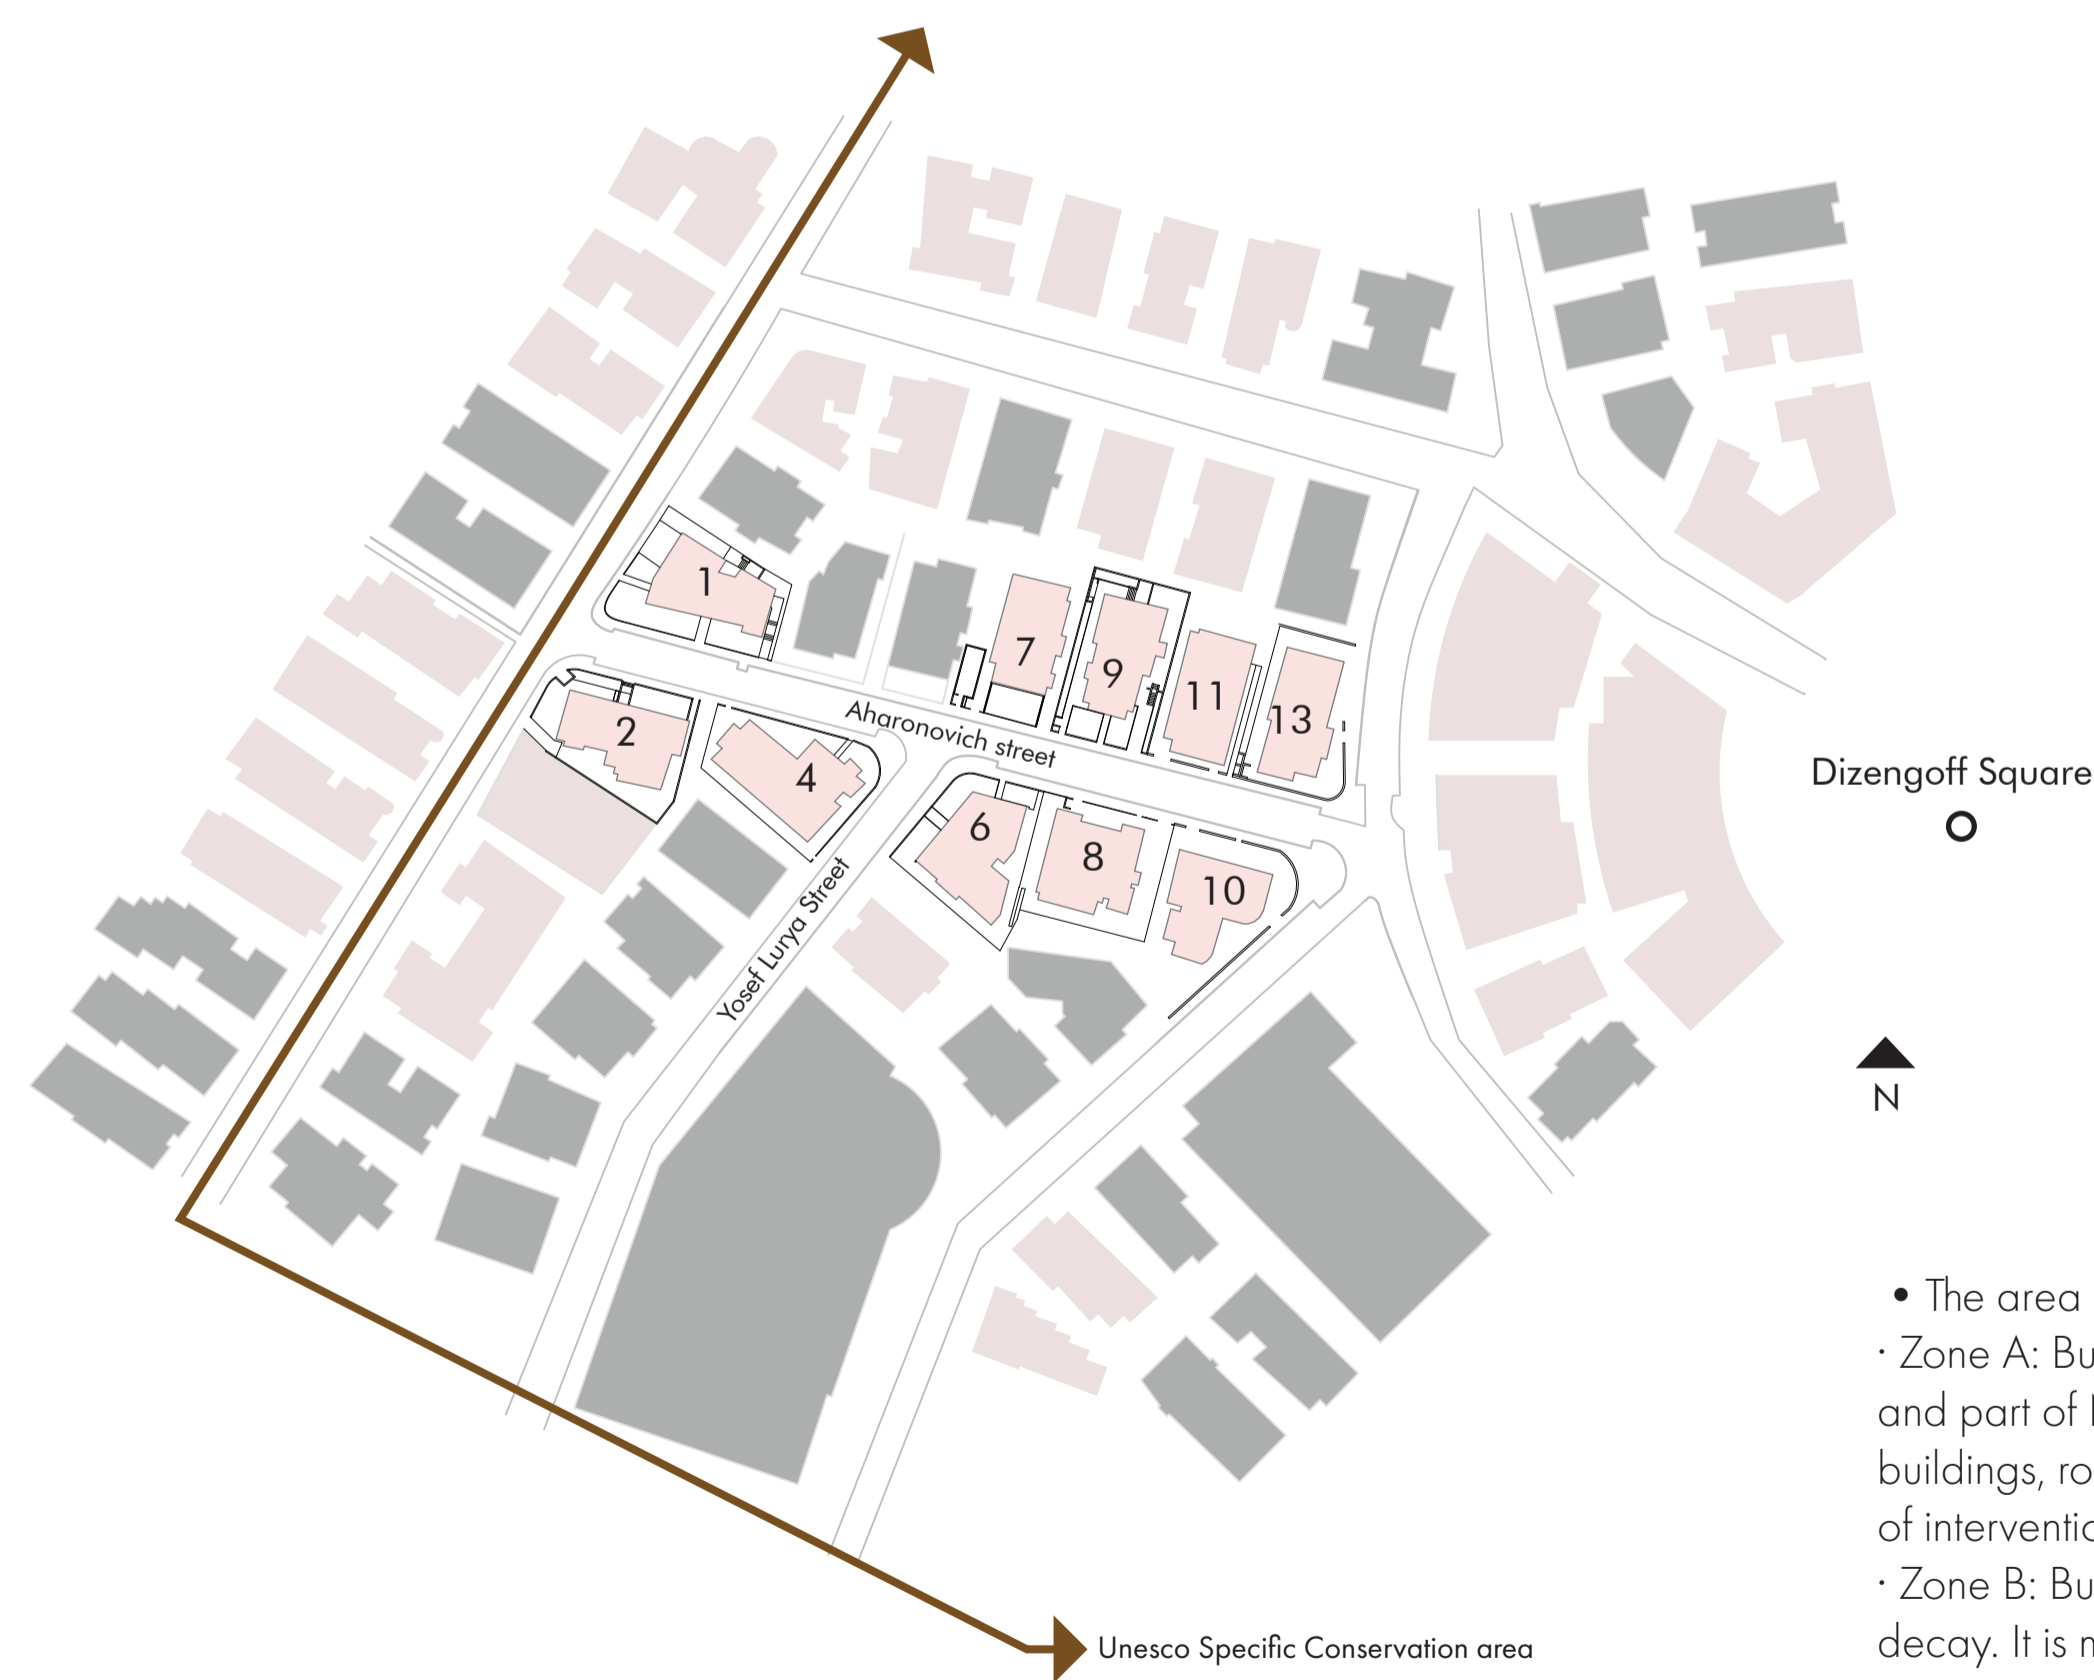 1
7
9
11
13
2
4
Aharonovich street
6
8
10
Yosef Lurya Street
Dizengoff Square
N
• The area
· Zone A: Bu
and part of
buildings, ro
of interventio
· Zone B: Bu
decay. It is
Unesco Specific Conservation area